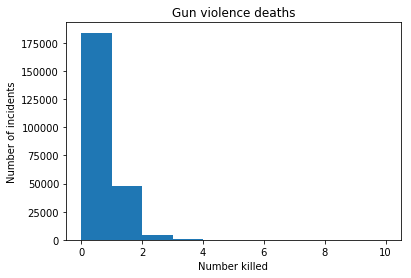 Gun violence deaths
Number of incidents
175000
150000
125000
100000
75000
50000
25000
0
0 2 4 6 8 10
Number killed